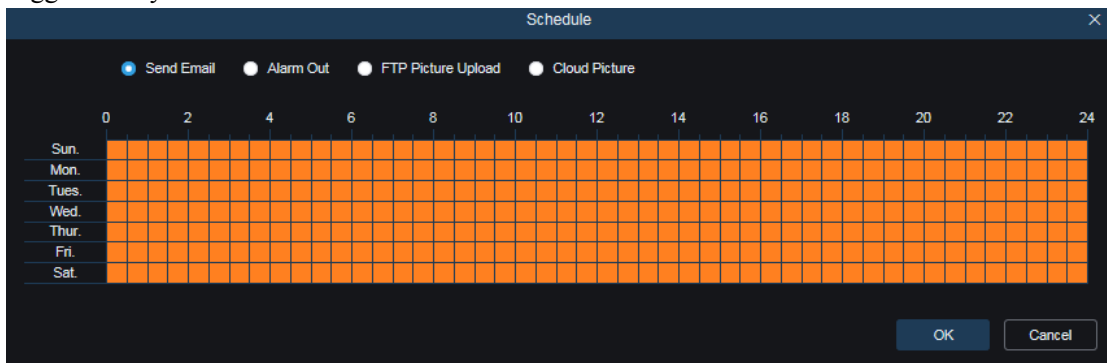 Schedule
Send Email Alarm Out FTP Picture Upload Cloud Picture
0 2 4 6 8 10 12 14 16 18 20 22 24
Sun.
Mon.
Tues.
Wed.
Thur.
Fri.
Sat.
OK Cancel